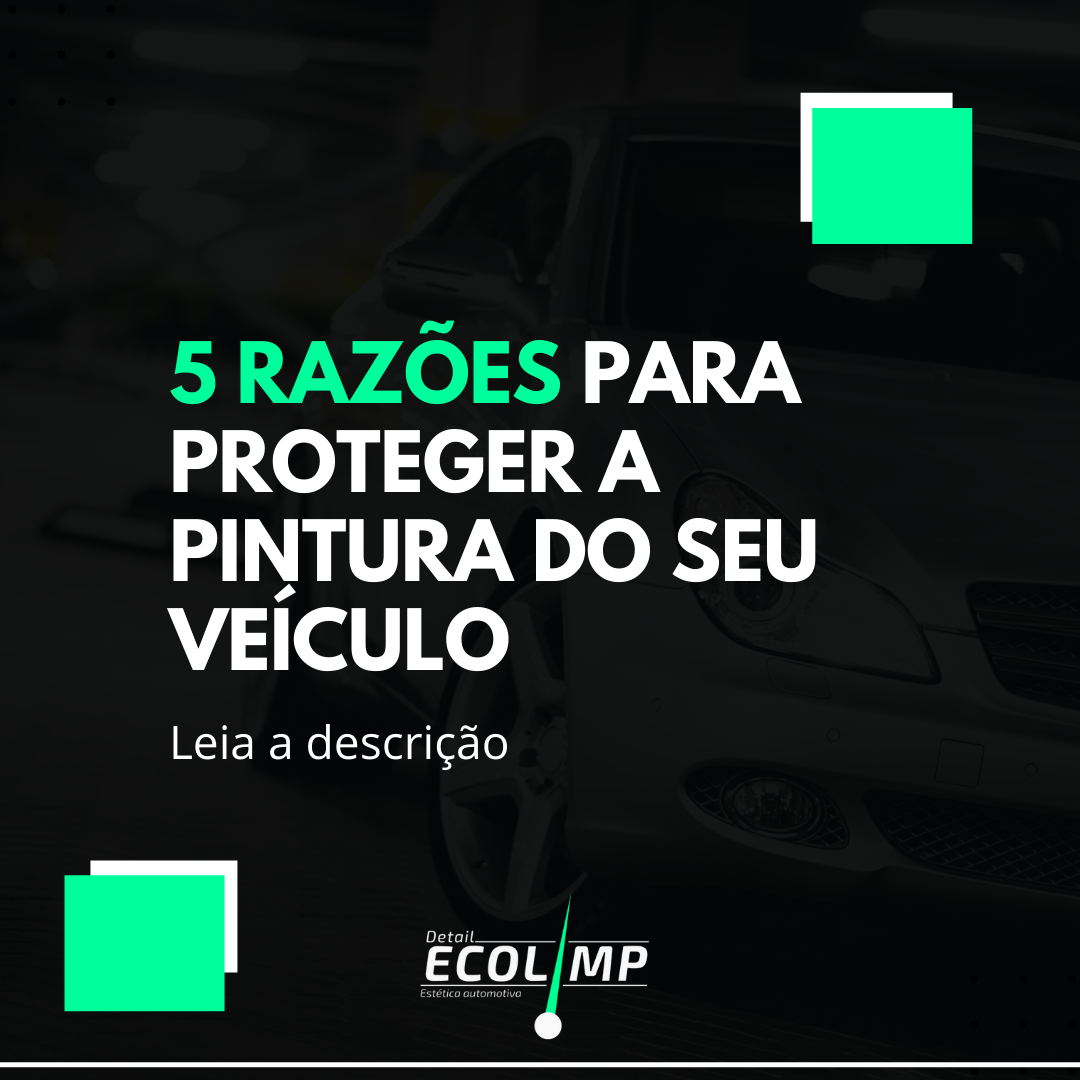 5 RAZÕES PARA
PROTEGER A
PINTURA DO SEU
VEÍCULO
Leia a descrição
Detail
ECOLIMP
Estética automotiva